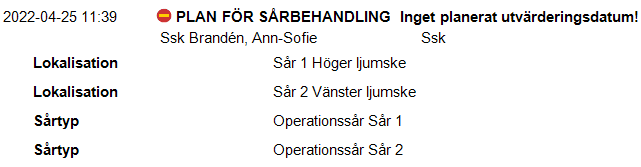 2022-04-25 11:39 PLAN FÖR SÅRBEHANDLING Inget planerat utvärderingsdatum!
Ssk Brandén, Ann-Sofie Ssk
Lokalisation Sår 1 Höger ljumske
Lokalisation Sår 2 Vänster ljumske
Sårtyp Operationssår Sår 1
Sårtyp Operationssår Sår 2